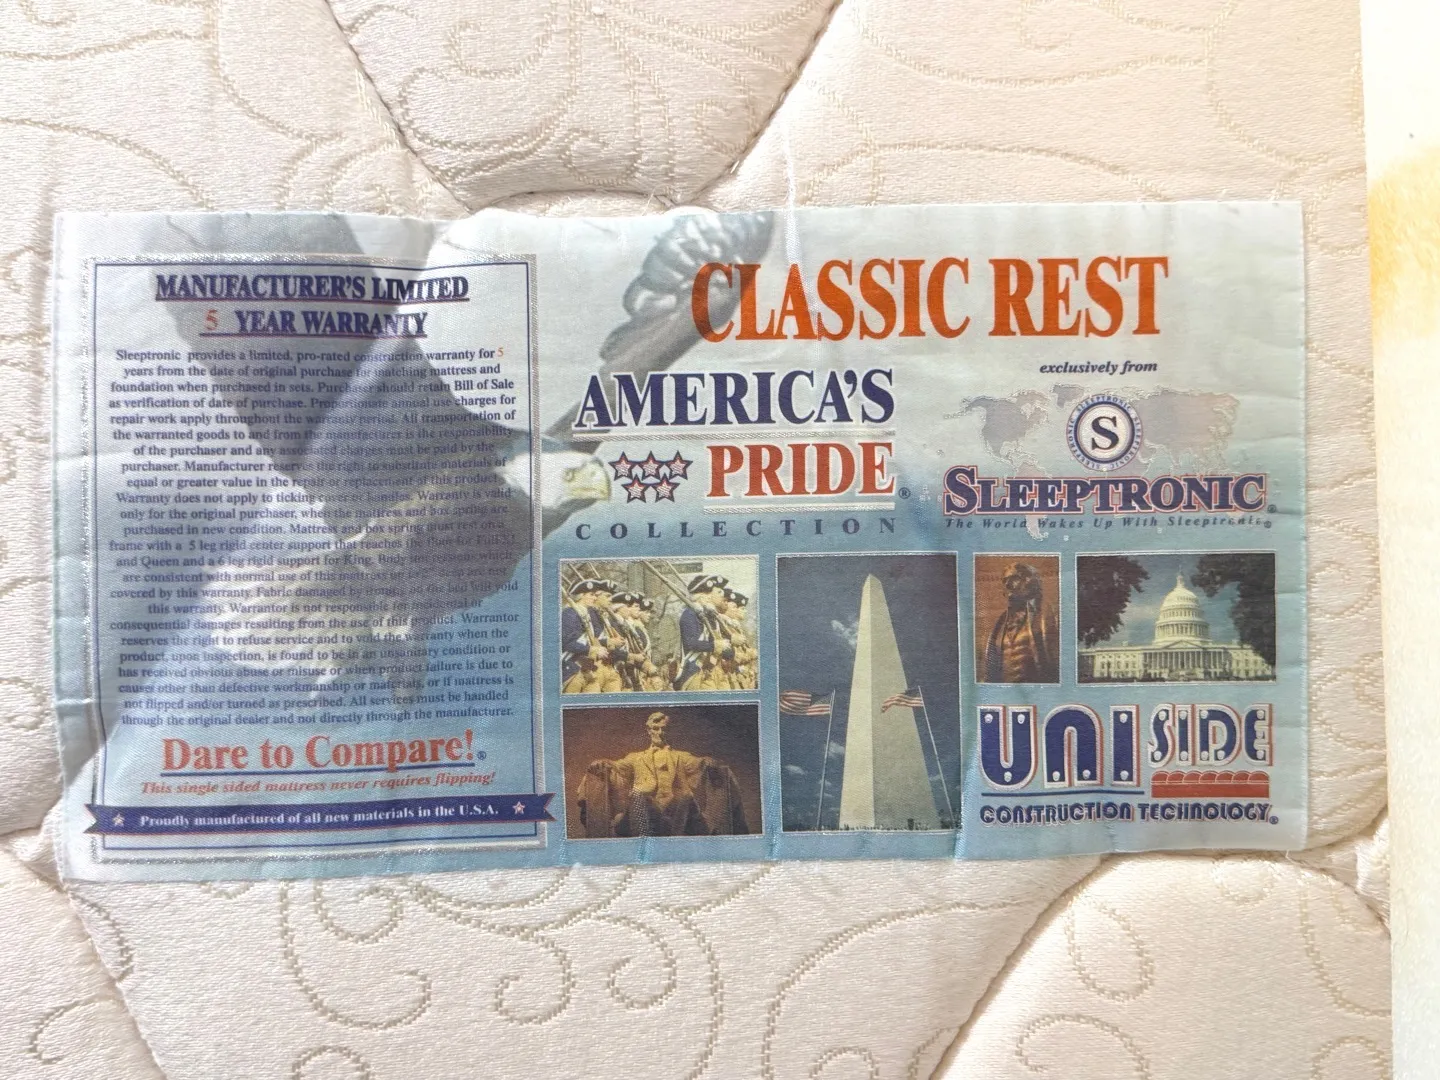 MANUFACTURER'S LIMITED
5 YEAR WARRANTY
Sleeptronic provides a limited, pro-rated construction warranty for 5
years from the date of original purchase for matching mattress and
foundation when purchased in sets. Purchaser should retain Bill of Sale
as verification of date of purchase. Proportionate annual use charges for
repair work apply throughout the warranty period. All transportation of
the warranted goods to and from the manufacturer is the responsibility
of the purchaser and any associated charges must be paid by the
purchaser. Manufacturer reserves the right to substitute materials of
equal or greater value in the repair or replacement of this product.
Warranty does not apply to ticking cover or handles. Warranty is valid
only for the original purchaser, when the mattress and box spring are
purchased in new condition. Mattress and box spring must rest on a
frame with a 5 leg rigid center support that reaches the
and Queen and a 6 leg rigid support for King. Body which
are consistent with normal use of this mattress up to are not
covered by this warranty. Fabric damaged by on the bed will void
this warranty. Warrantor is not responsible for incidental or
consequential damages resulting from the use of this product. Warrantor
reserves the right to refuse service and to void the warranty when the
product, upon inspection, is found to be in an unsanitary condition or
has received obvious abuse or misuse or when product failure is due to
causes other than defective workmanship or materials, or if mattress is
not flipped and/or turned as prescribed. All services must be handled
through the original dealer and not directly through the manufacturer.
Dare to Compare!®
This single sided mattress never requires flipping!
Proudly manufactured of all new materials in the U.S.A.
CLASSIC REST
AMERICA'S
PRIDE®
COLLECTION
exclusively from
S
SLEEPTRONIC®
The World Wakes Up With Sleeptronic®
UNI SIDE
CONSTRUCTION TECHNOLOGY®